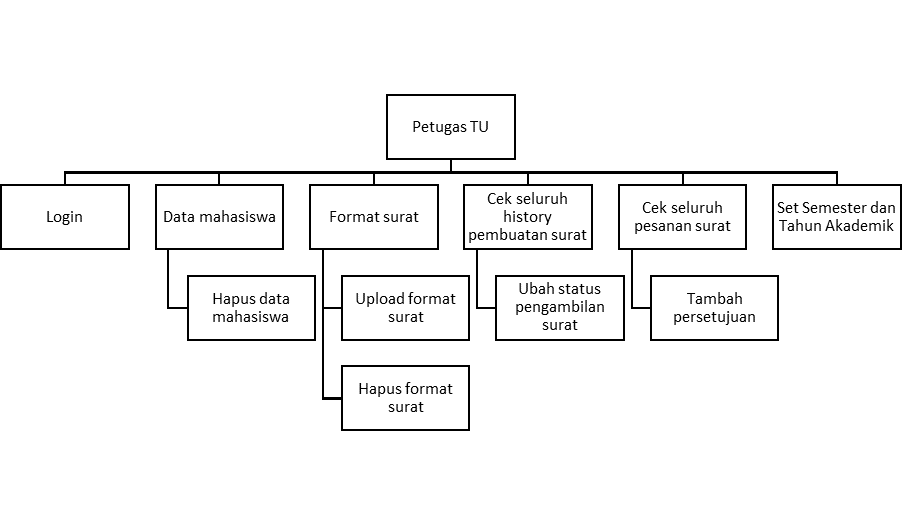 Petugas TU
Login
Data mahasiswa
Format surat
Cek seluruh
history
pembuatan surat
Cek seluruh
pesanan surat
Set Semester dan
Tahun Akademik
Hapus data
mahasiswa
Upload format
surat
Ubah status
pengambilan
surat
Tambah
persetujuan
Hapus format
surat